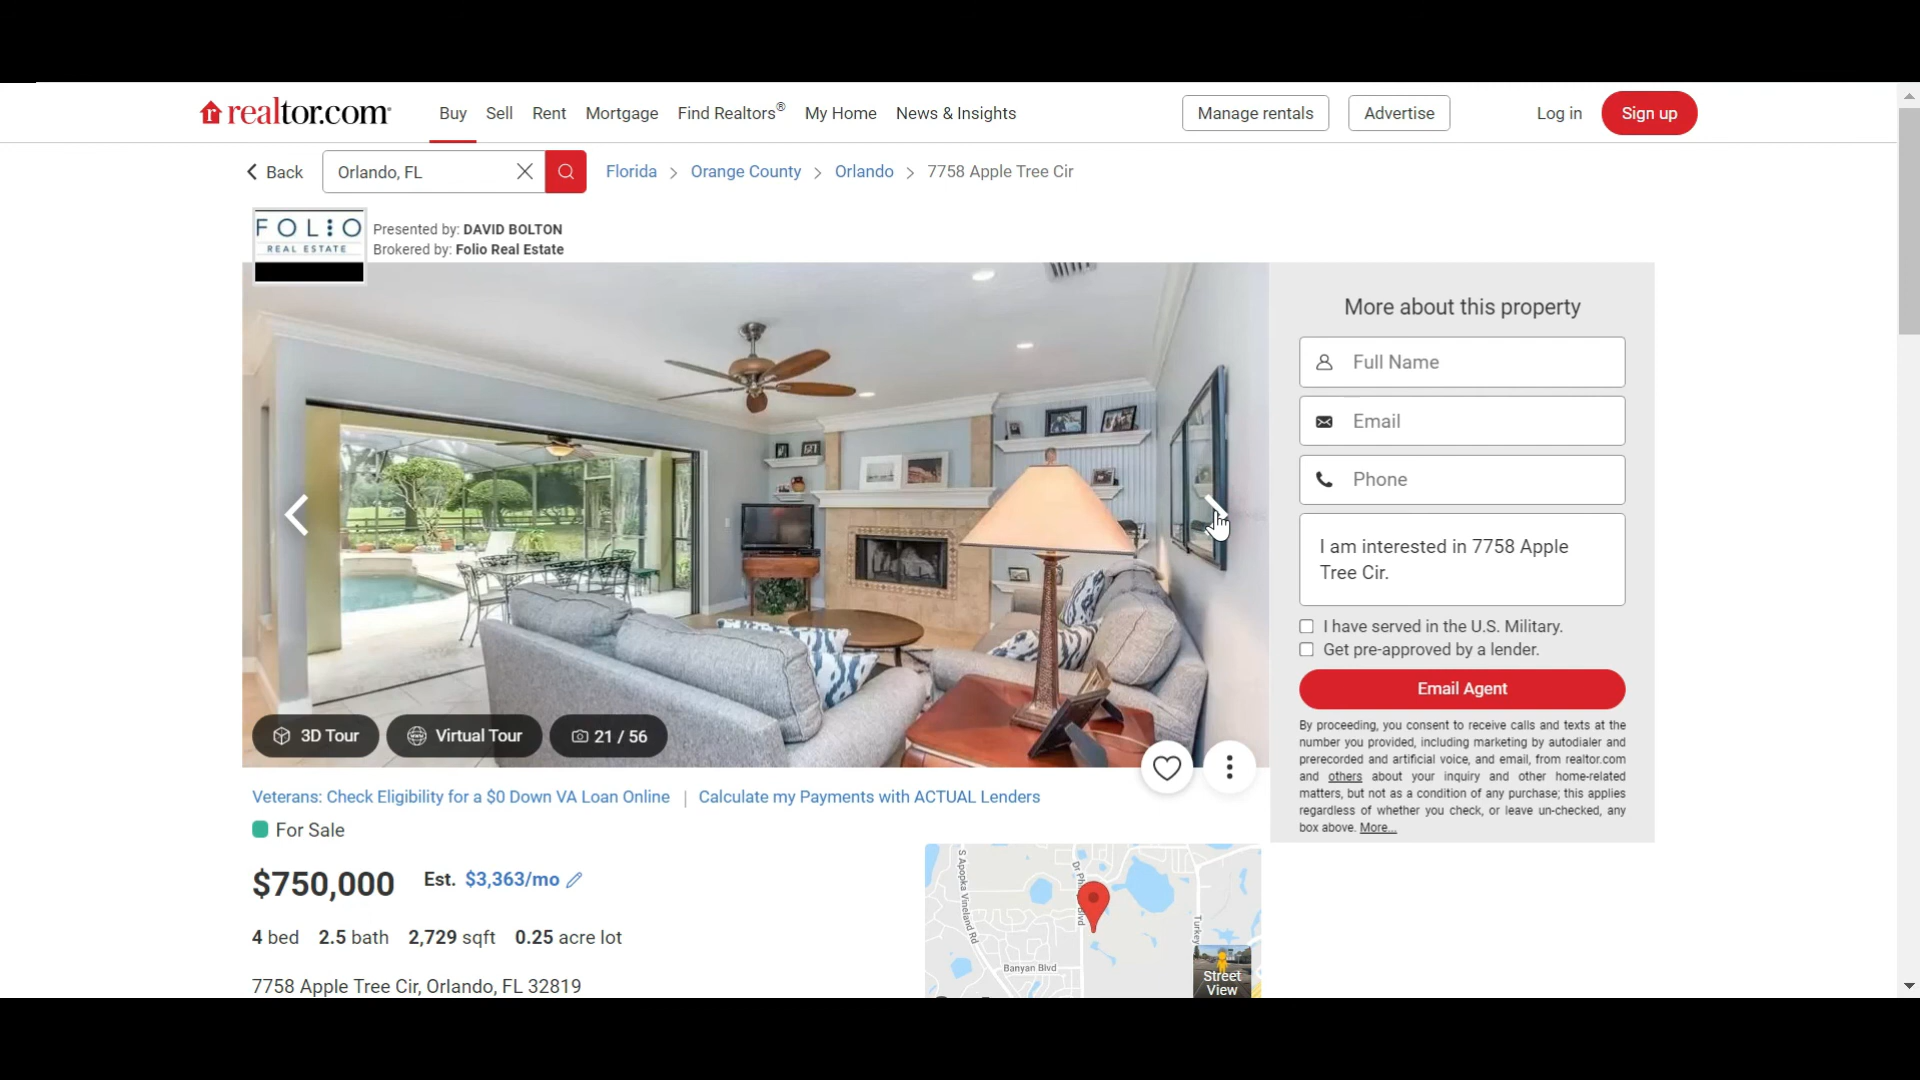 realtor.com
Buy Sell Rent Mortgage Find Realtors® My Home News & Insights
Manage rentals Advertise Log in Sign up
Back Orlando, FL Florida > Orange County > Orlando > 7758 Apple Tree Cir
FOLIO
REAL ESTATE
Presented by: DAVID BOLTON
Brokered by: Folio Real Estate
3D Tour Virtual Tour 21 / 56
More about this property
Full Name
Email
Phone
I am interested in 7758 Apple
Tree Cir.
I have served in the U.S. Military.
Get pre-approved by a lender.
Email Agent
By proceeding, you consent to receive calls and texts at the
number you provided, including marketing by autodialer and
prerecorded and artificial voice, and email, from realtor.com
and others about your inquiry and other home-related
matters, but not as a condition of any purchase; this applies
regardless of whether you check, or leave un-checked, any
box above. More...
Veterans: Check Eligibility for a $0 Down VA Loan Online | Calculate my Payments with ACTUAL Lenders
For Sale
$750,000 Est. $3,363/mo
4 bed 2.5 bath 2,729 sqft 0.25 acre lot
7758 Apple Tree Cir, Orlando, FL 32819
S Apopka Vineland Rd
Dr Ph
Blvd
Turkey
Banyan Blvd
Street
View